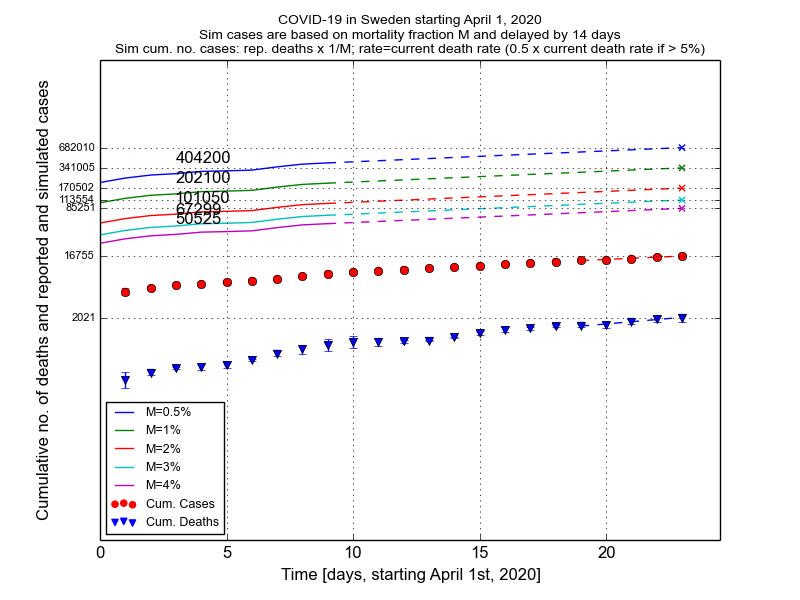 COVID-19 in Sweden starting April 1, 2020
Sim cases are based on mortality fraction M and delayed by 14 days
Sim cum. no. cases: rep. deaths x 1/M; rate=current death rate (0.5 x current death rate if > 5%)
Cumulative no. of deaths and reported and simulated cases
682010
341005
170502
113554
85251
16755
2021
404200
202100
101050
67299
50525
M=0.5%
M=1%
M=2%
M=3%
M=4%
Cum. Cases
Cum. Deaths
0 5 10 15 20
Time [days, starting April 1st, 2020]